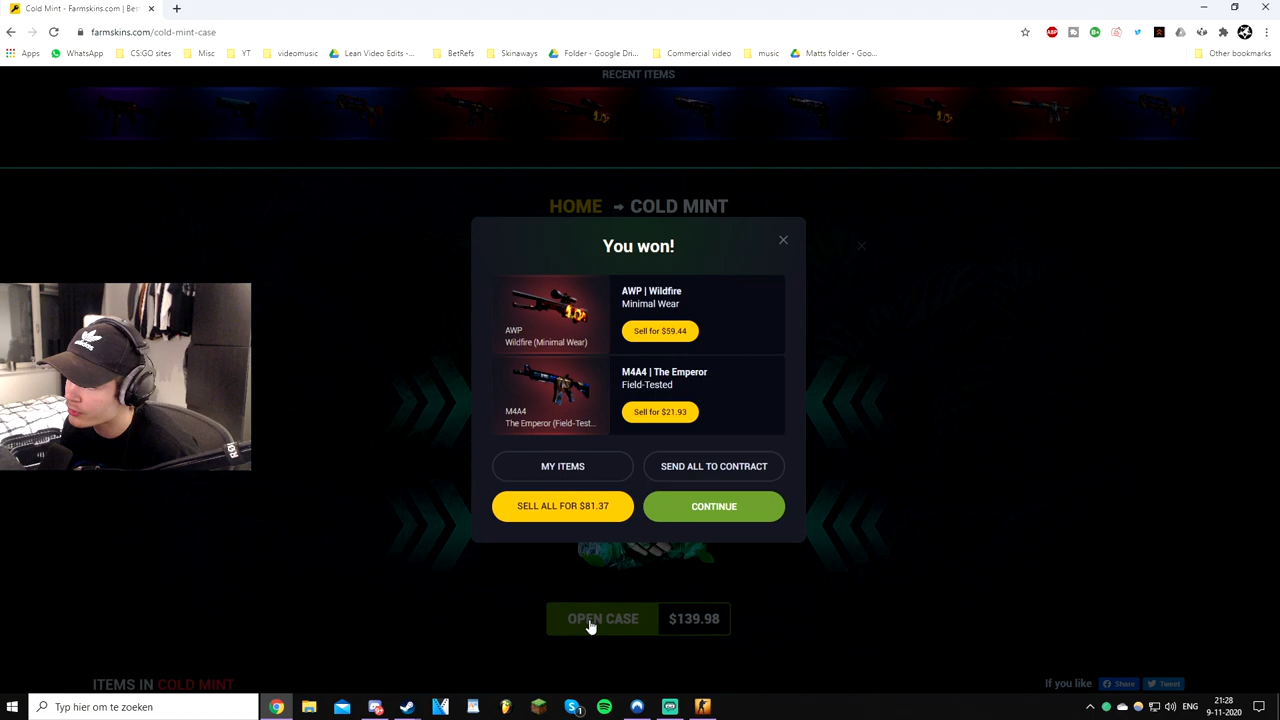 Cold Mint - Farmskins.com | Be
farmskins.com/cold-mint-case
Apps WhatsApp CS:GO sites Misc YT videomusic Lean Video Edits -... BetRefs Skinaways Folder - Google Dri... Commercial video music Matts folder - Goo... Other bookmarks
RECENT ITEMS
HOME ➡ COLD MINT
You won!
AWP | Wildfire
Minimal Wear
Sell for $59.44
AWP
Wildfire (Minimal Wear)
M4A4 | The Emperor
Field-Tested
Sell for $21.93
M4A4
The Emperor (Field-Test...
MY ITEMS SEND ALL TO CONTRACT
SELL ALL FOR $81.37 CONTINUE
OPEN CASE $139.98
ITEMS IN COLD MINT
If you like Share Tweet
Typ hier om te zoeken
ENG
21:28
9-11-2020